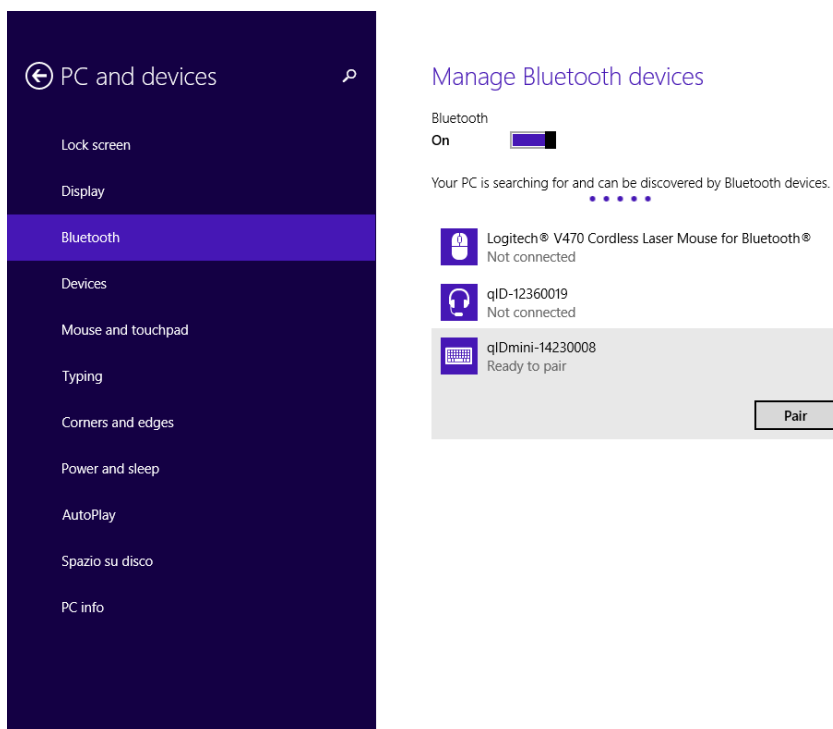 PC and devices
Lock screen
Display
Bluetooth
Devices
Mouse and touchpad
Typing
Corners and edges
Power and sleep
AutoPlay
Spazio su disco
PC info
Manage Bluetooth devices
Bluetooth
On
Your PC is searching for and can be discovered by Bluetooth devices.
Logitech® V470 Cordless Laser Mouse for Bluetooth®
Not connected
qID-12360019
Not connected
qIDmini-14230008
Ready to pair
Pair